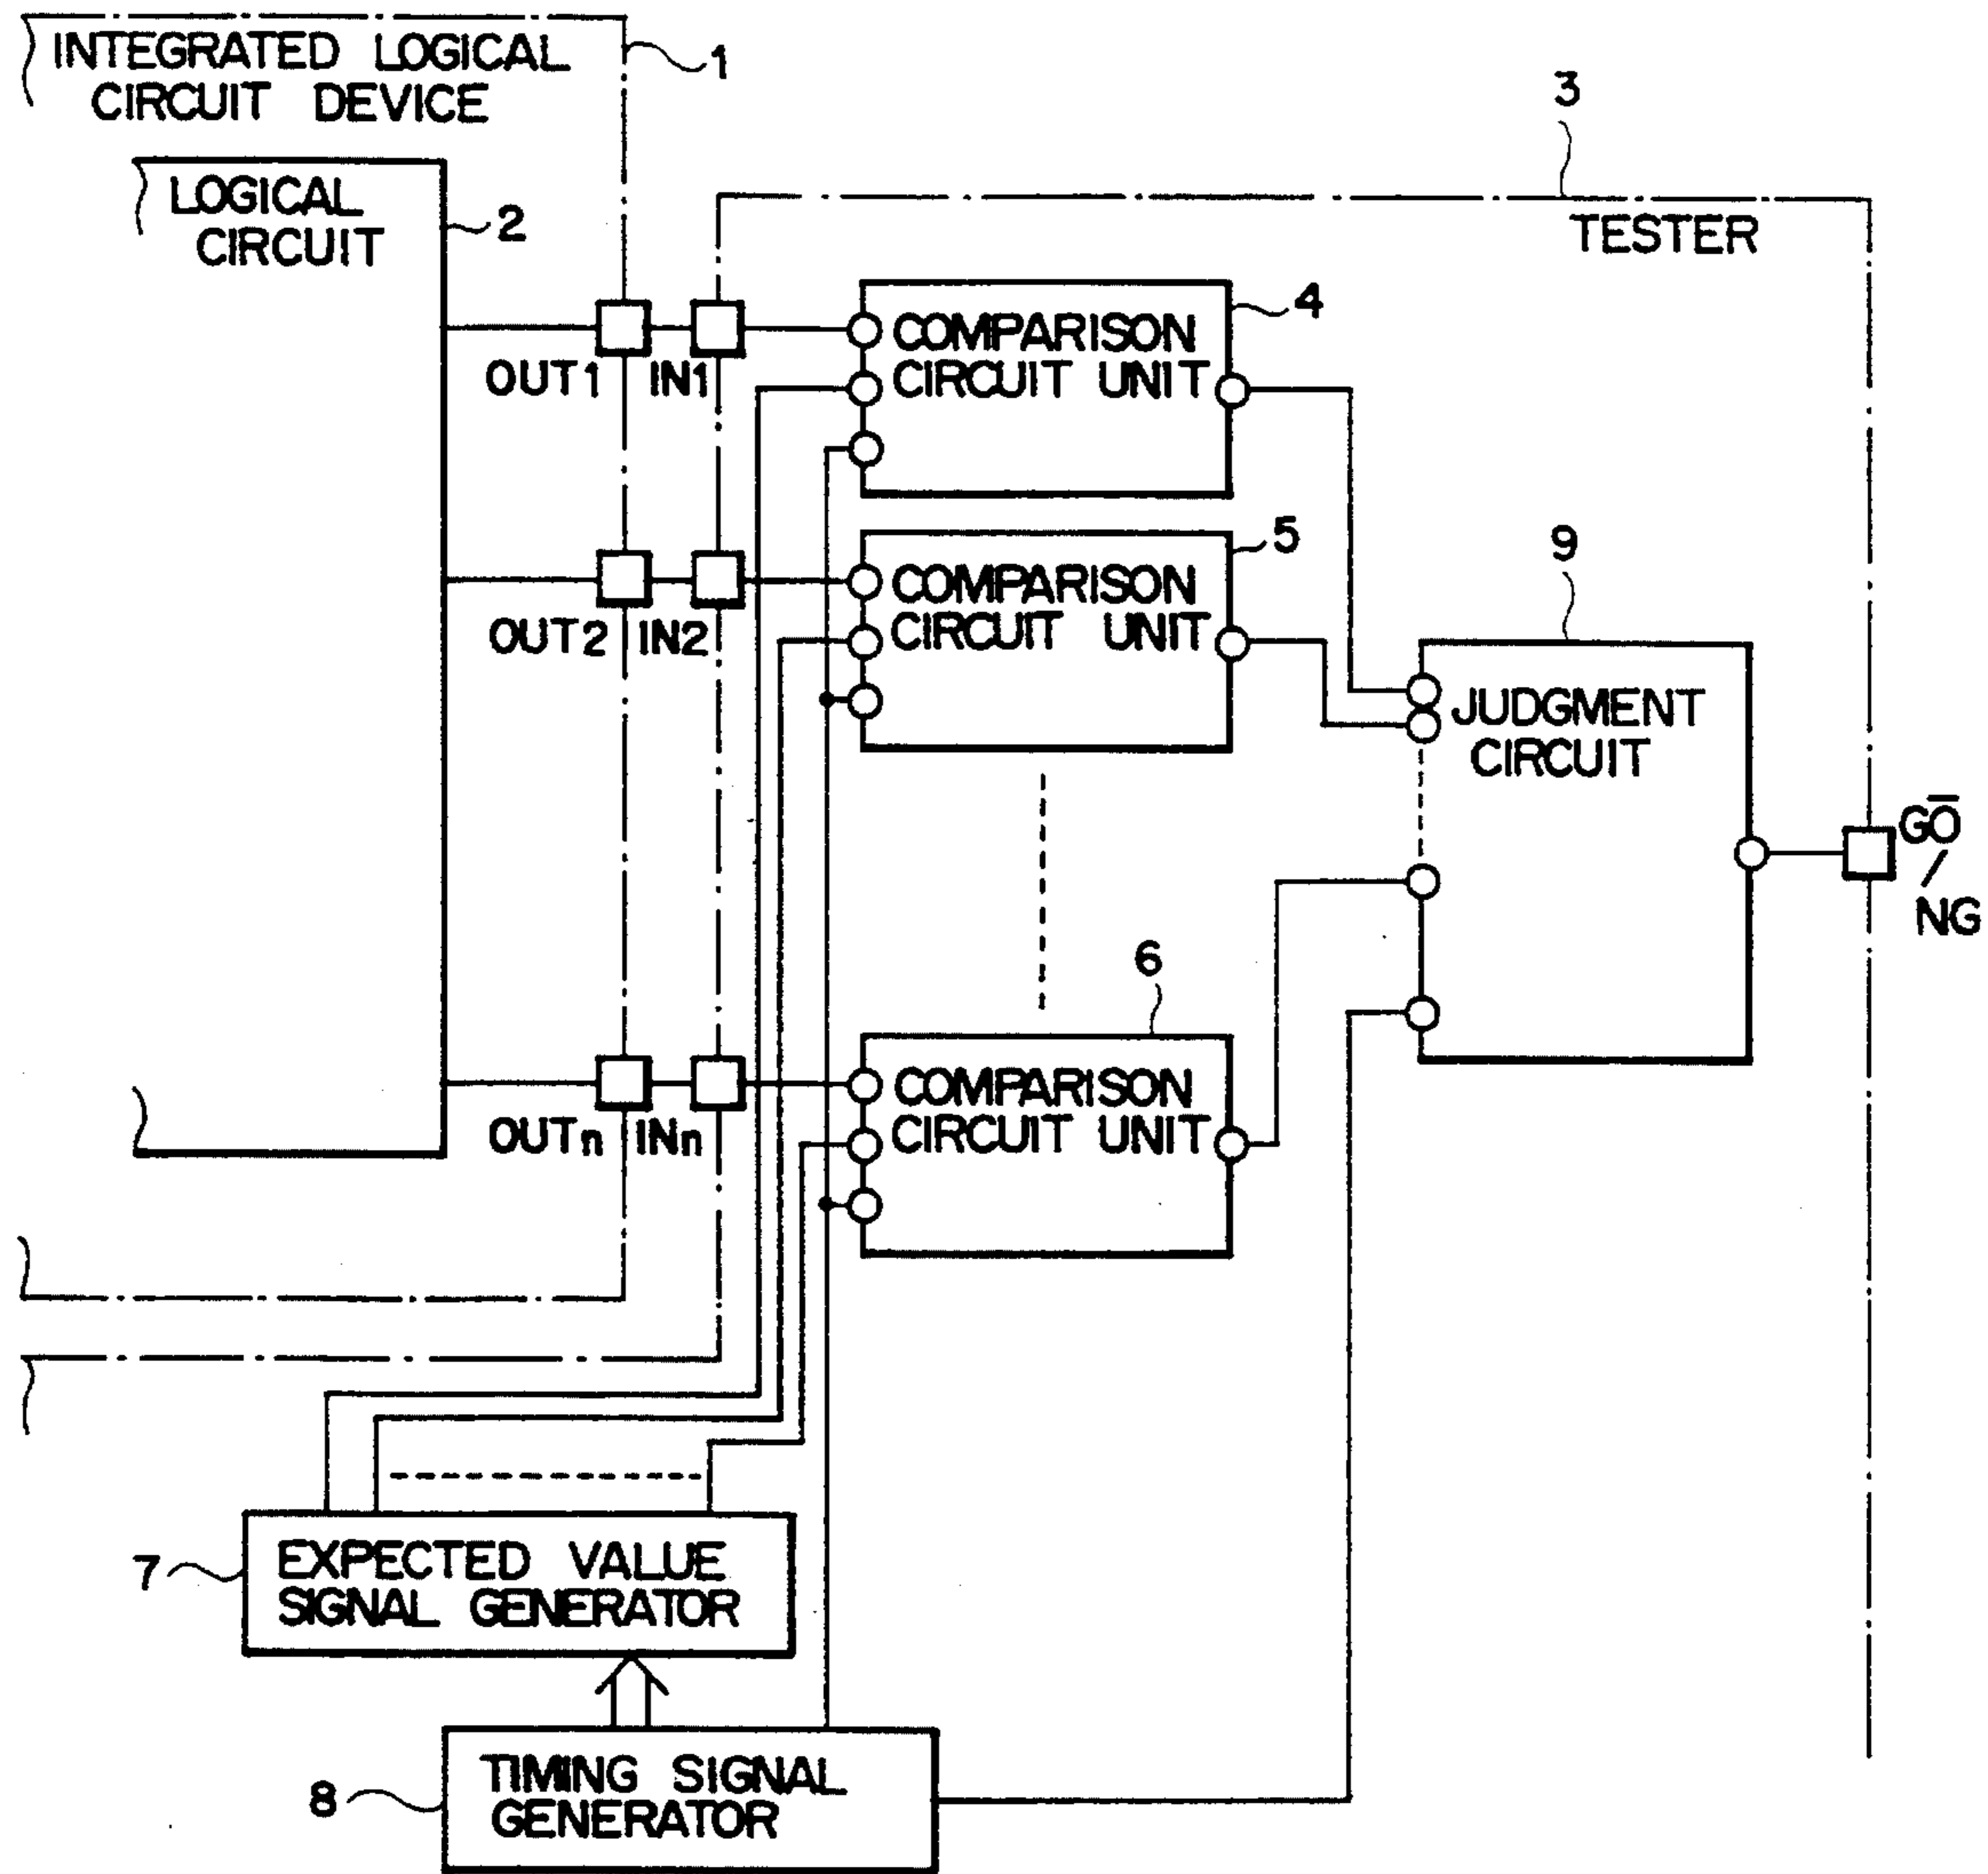 INTEGRATED LOGICAL
CIRCUIT DEVICE
1
3
LOGICAL
CIRCUIT
2
TESTER
4
COMPARISON
CIRCUIT UNIT
OUT1 IN1
5
9
COMPARISON
CIRCUIT UNIT
OUT2 IN2
JUDGMENT
CIRCUIT
GO̅
/
NG
6
COMPARISON
CIRCUIT UNIT
OUTn INn
7
EXPECTED VALUE
SIGNAL GENERATOR
8
TIMING SIGNAL
GENERATOR